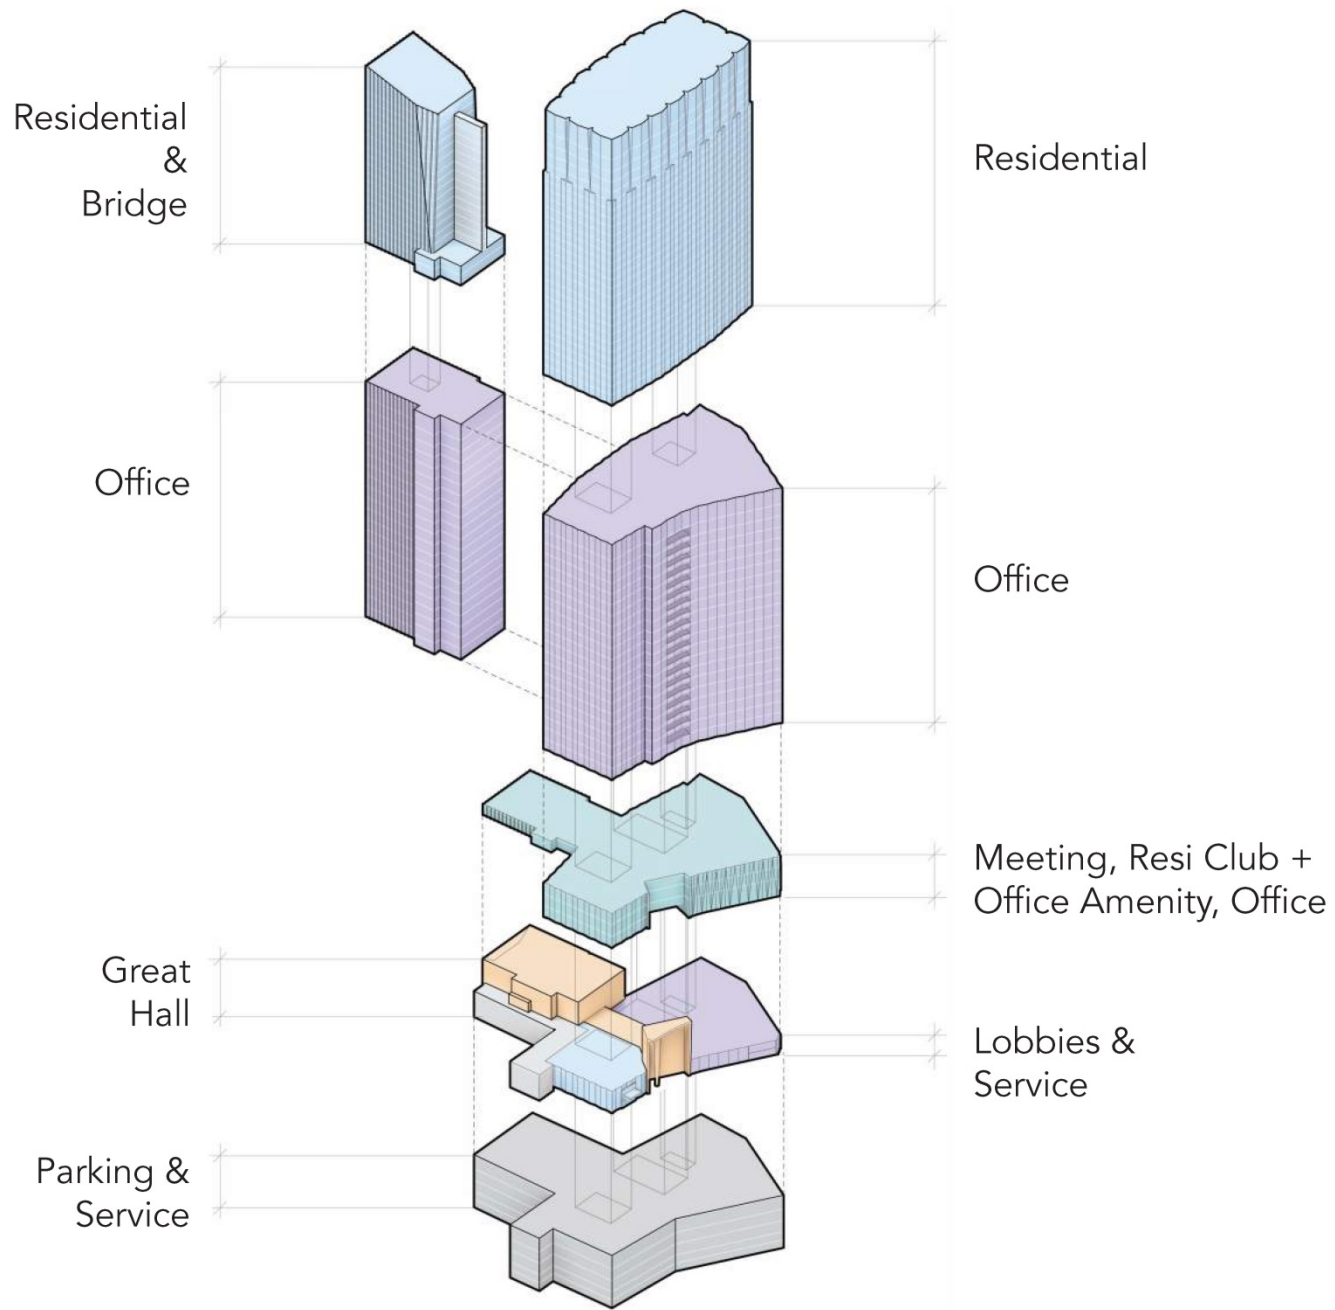 Residential
&
Bridge
Residential
Office
Office
Meeting, Resi Club +
Office Amenity, Office
Great
Hall
Lobbies &
Service
Parking &
Service